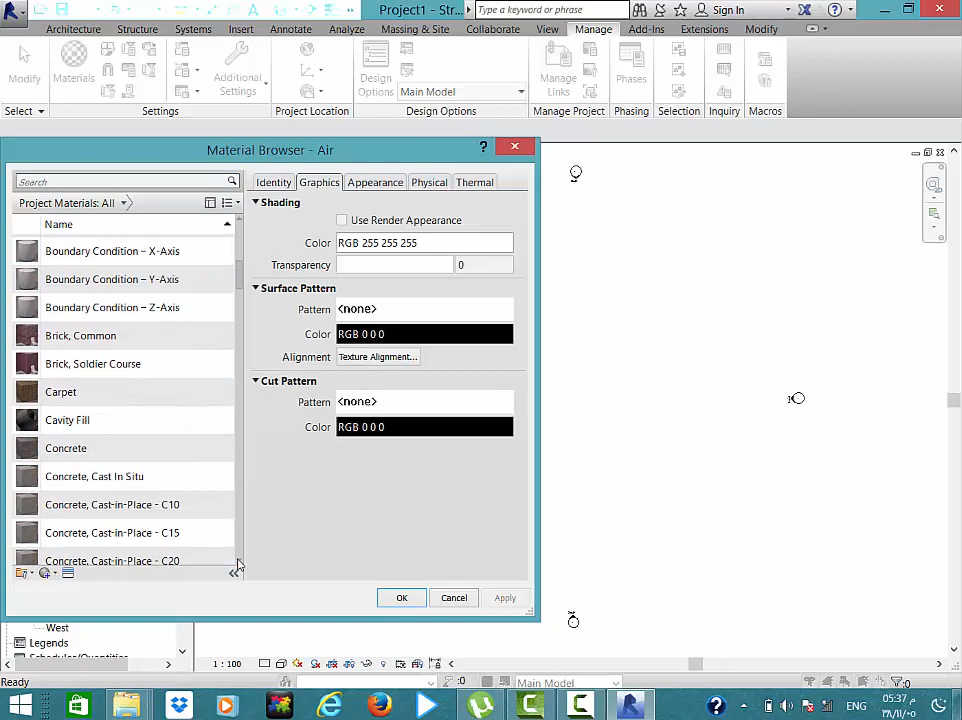 Project1 - Str...
Type a keyword or phrase
Sign In
Architecture Structure Systems Insert Annotate Analyze Massing & Site Collaborate View Manage Add-Ins Extensions Modify
Modify
Materials
Additional
Settings
Design
Options
Main Model
Manage
Links
Phases
Select
Settings
Project Location
Design Options
Manage Project
Phasing
Selection
Inquiry
Macros
Material Browser - Air
Search
Project Materials: All
Name
Boundary Condition – X-Axis
Boundary Condition – Y-Axis
Boundary Condition – Z-Axis
Brick, Common
Brick, Soldier Course
Carpet
Cavity Fill
Concrete
Concrete, Cast In Situ
Concrete, Cast-in-Place - C10
Concrete, Cast-in-Place - C15
Concrete, Cast-in-Place - C20
Identity Graphics Appearance Physical Thermal
Shading
Use Render Appearance
Color RGB 255 255 255
Transparency 0
Surface Pattern
Pattern <none>
Color RGB 0 0 0
Alignment Texture Alignment...
Cut Pattern
Pattern <none>
Color RGB 0 0 0
OK Cancel Apply
West
Legends
Schedules/Quantities
1 : 100
Ready
:0
Main Model
:0
ENG
05:37 م